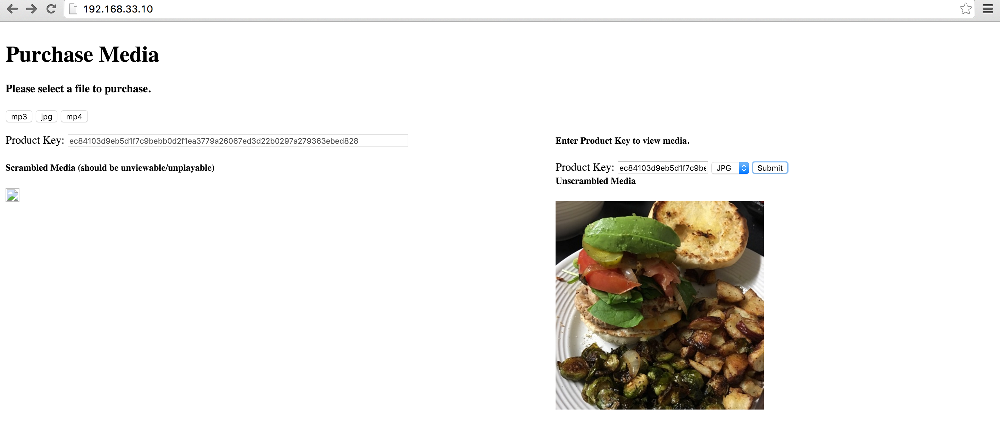 192.168.33.10
Purchase Media
Please select a file to purchase.
mp3 jpg mp4
Product Key: ec84103d9eb5d1f7c9bebb0d2f1ea3779a26067ed3d22b0297a279363ebed828
Scrambled Media (should be unviewable/unplayable)
Enter Product Key to view media.
Product Key: ec84103d9eb5d1f7c9be JPG Submit
Unscrambled Media